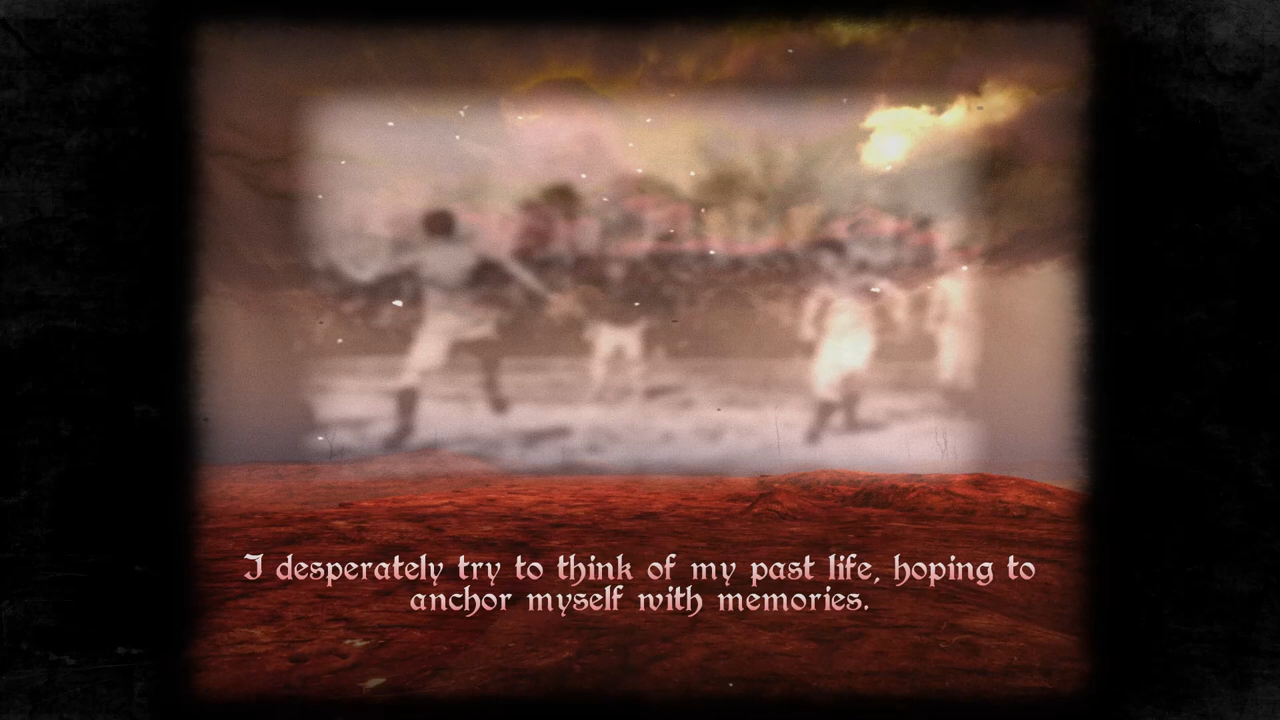 I desperately try to think of my past life, hoping to
anchor myself with memories.